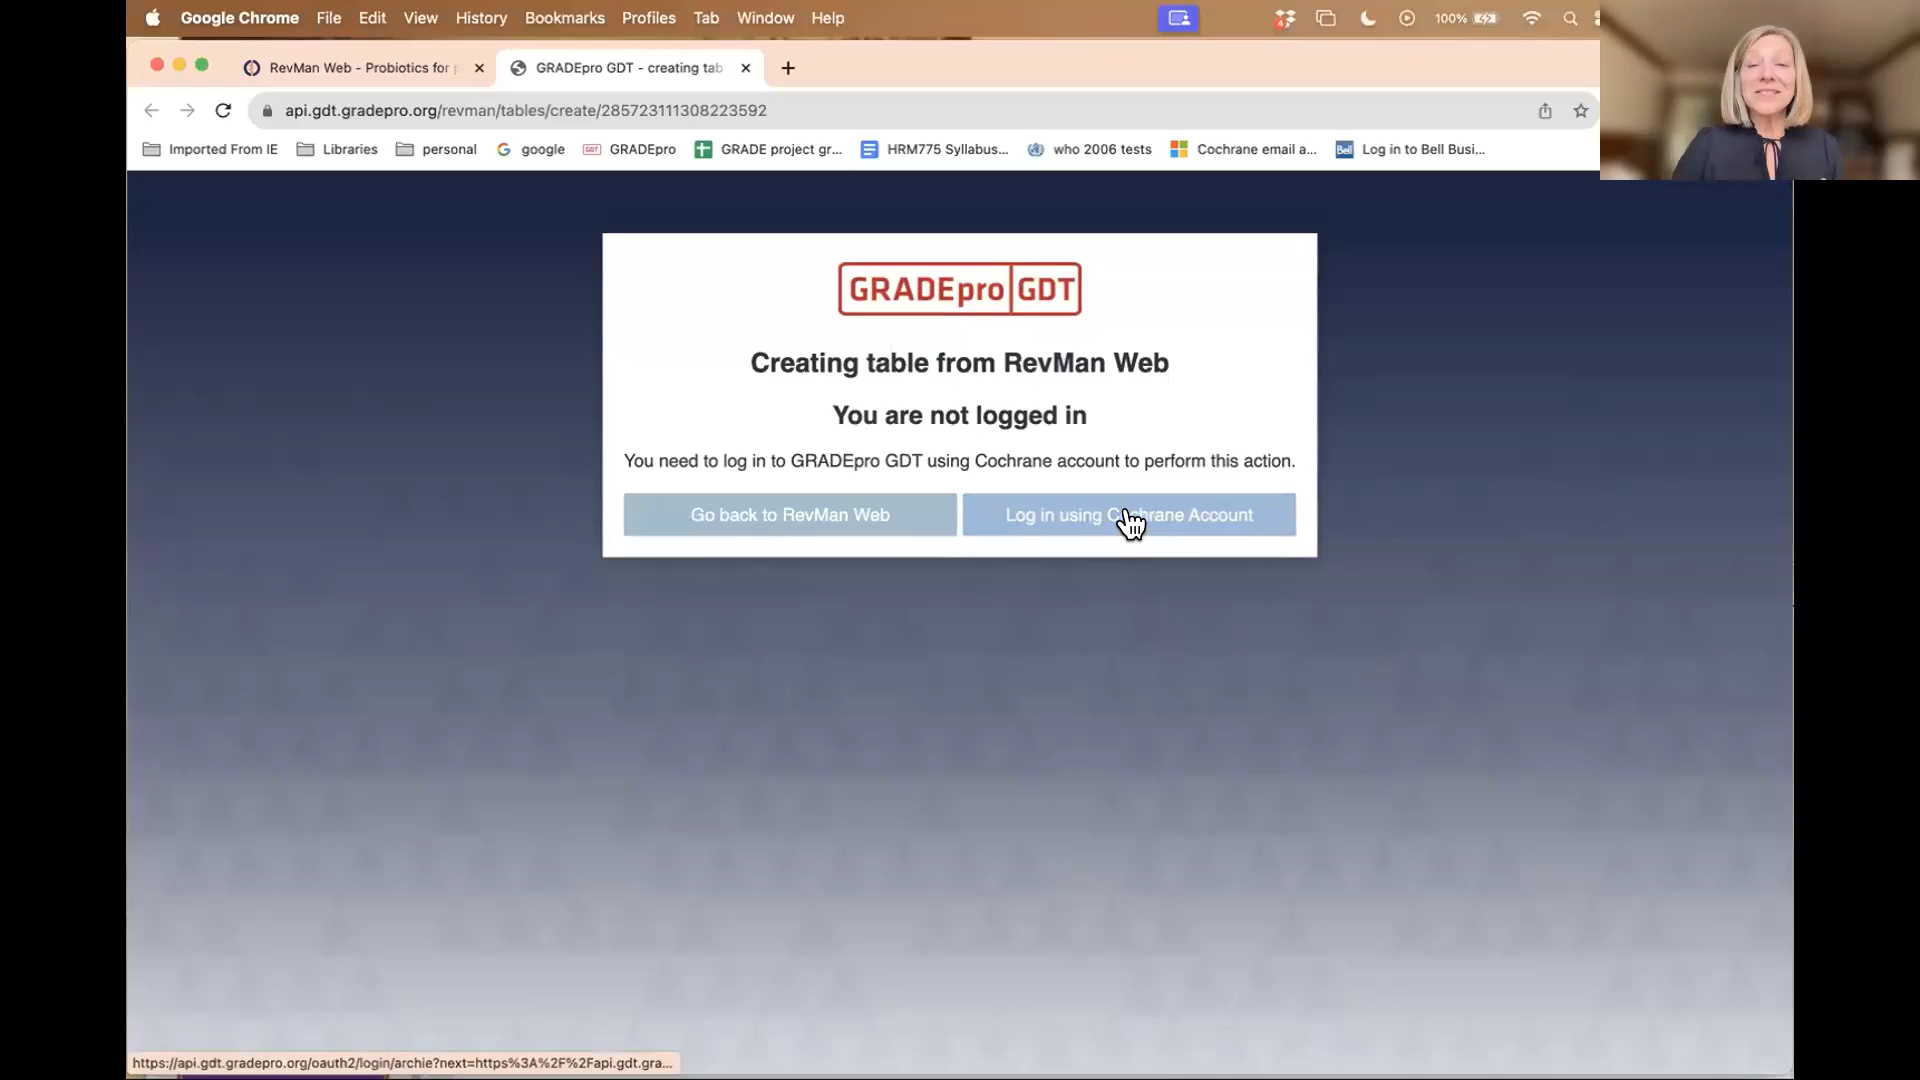 Google Chrome File Edit View History Bookmarks Profiles Tab Window Help 4 100%
RevMan Web - Probiotics for
GRADEpro GDT - creating tab
api.gdt.gradepro.org/revman/tables/create/285723111308223592
Imported From IE Libraries personal google GDT GRADEpro GRADE project gr... HRM775 Syllabus... who 2006 tests Cochrane email a... Bell Log in to Bell Busi...
GRADEpro GDT
Creating table from RevMan Web
You are not logged in
You need to log in to GRADEpro GDT using Cochrane account to perform this action.
Go back to RevMan Web
Log in using Cochrane Account
https://api.gdt.gradepro.org/oauth2/login/archie?next=https%3A%2F%2Fapi.gdt.gra...